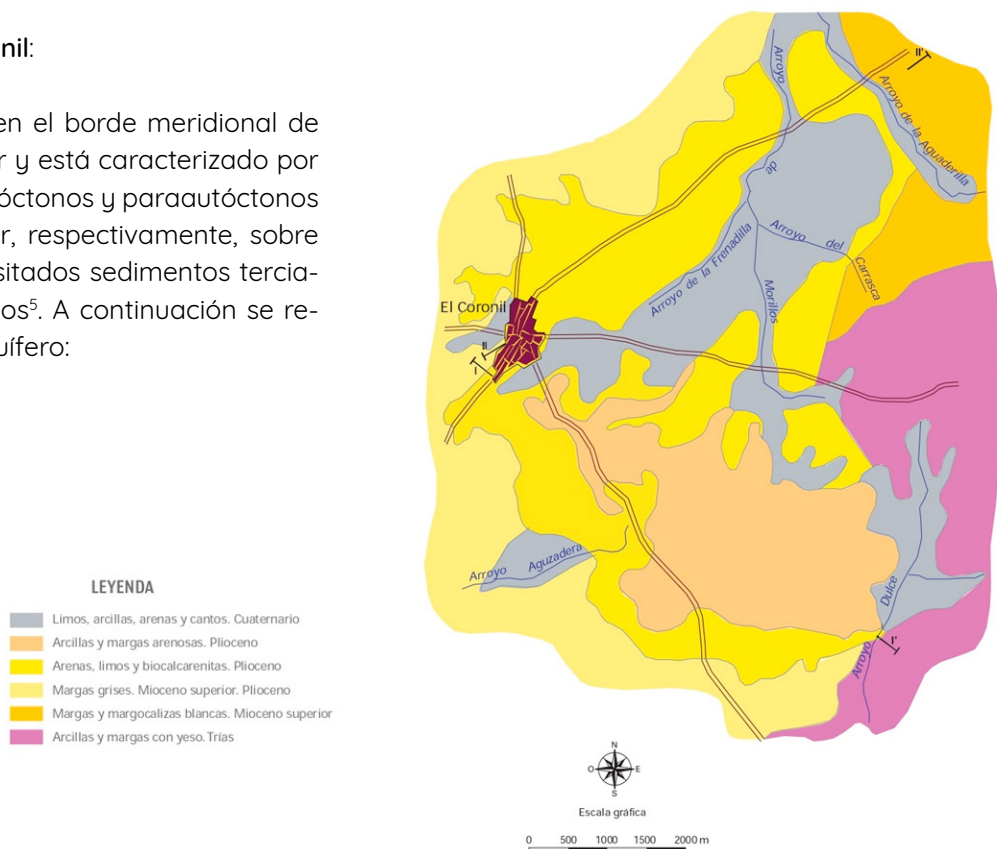 nil:
en el borde meridional de
r y está caracterizado por
óctonos y paraautóctonos
r, respectivamente, sobre
sitados sedimentos tercia-
os⁵. A continuación se re-
uífero:
LEYENDA
Limos, arcillas, arenas y cantos. Cuaternario
Arcillas y margas arenosas. Plioceno
Arenas, limos y biocalcarenitas. Plioceno
Margas grises. Mioceno superior. Plioceno
Margas y margocalizas blancas. Mioceno superior
Arcillas y margas con yeso. Trías
II'
Arroyo
de
Morillos
Arroyo de la Aguaderilla
Arroyo del Carrasca
Arroyo de la Frenadilla
El Coronil
II
I
Arroyo Aguzadera
Arroyo Dulce
I'
N
O E
S
Escala gráfica
0 500 1000 1500 2000 m